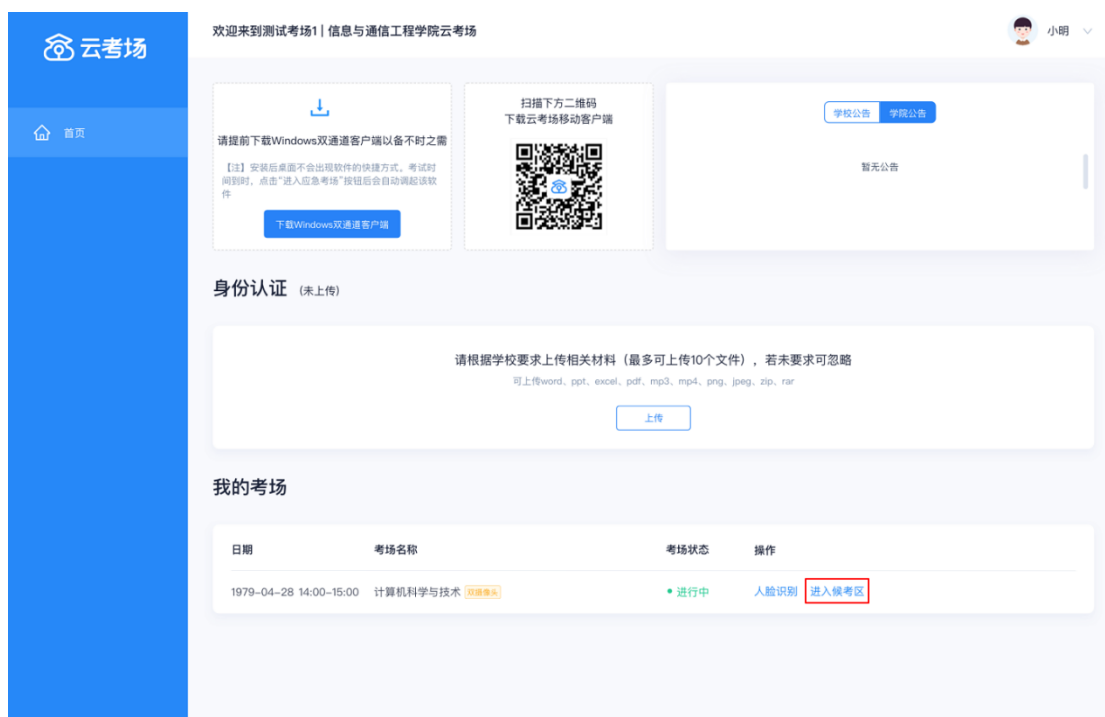 云考场
首页
欢迎来到测试考场1 | 信息与通信工程学院云考场
小明
请提前下载Windows双通道客户端以备不时之需
【注】安装后桌面不会出现软件的快捷方式，考试时
间到时，点击“进入应急考场”按钮后会自动调起该软
件
下载Windows双通道客户端
扫描下方二维码
下载云考场移动客户端
学校公告 学院公告
暂无公告
身份认证 (未上传)
请根据学校要求上传相关材料（最多可上传10个文件），若未要求可忽略
可上传word、ppt、excel、pdf、mp3、mp4、png、jpeg、zip、rar
上传
我的考场
日期 考场名称 考场状态 操作
1979-04-28 14:00-15:00 计算机科学与技术 双摄像头 进行中 人脸识别 进入候考区